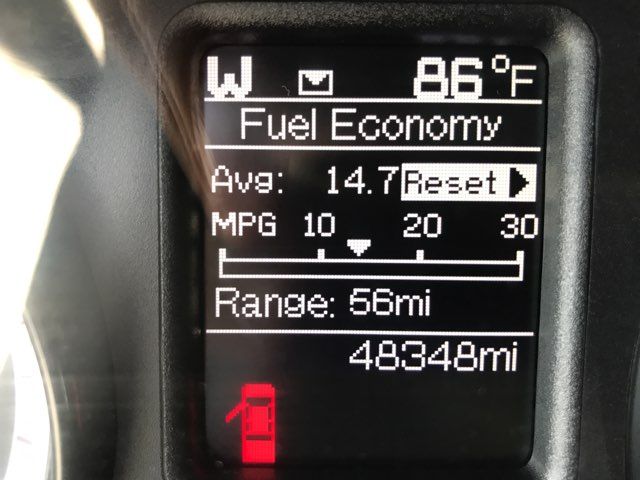 W 86°F
Fuel Economy
Avg: 14.7 Reset
MPG 10 20 30
Range: 56mi
48348mi